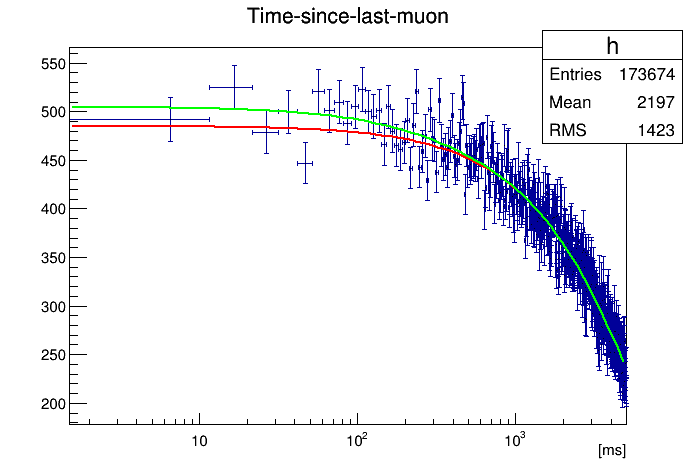 Time-since-last-muon
h
Entries 173674
Mean 2197
RMS 1423
550
500
450
400
350
300
250
200
10
10²
10³
[ms]